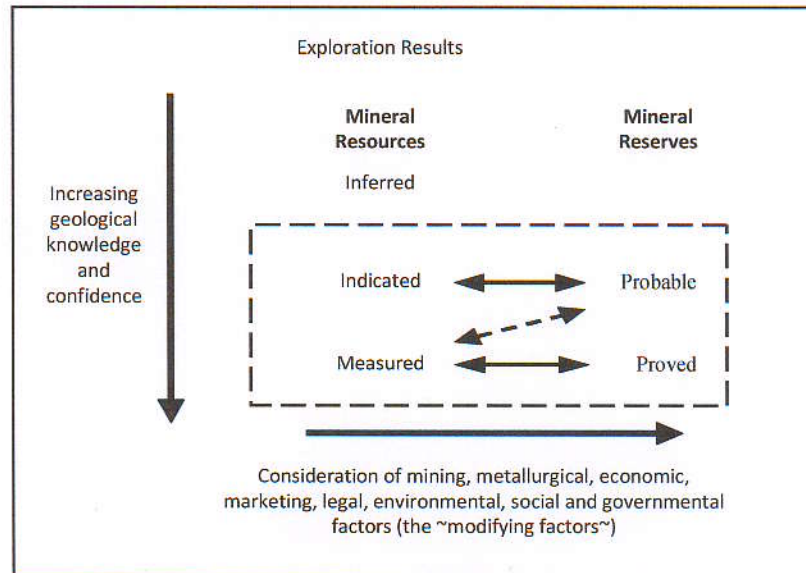 Exploration Results
Mineral
Resources
Mineral
Reserves
Inferred
Increasing
geological
knowledge
and
confidence
Indicated
Probable
Measured
Proved
Consideration of mining, metallurgical, economic,
marketing, legal, environmental, social and governmental
factors (the ~modifying factors~)